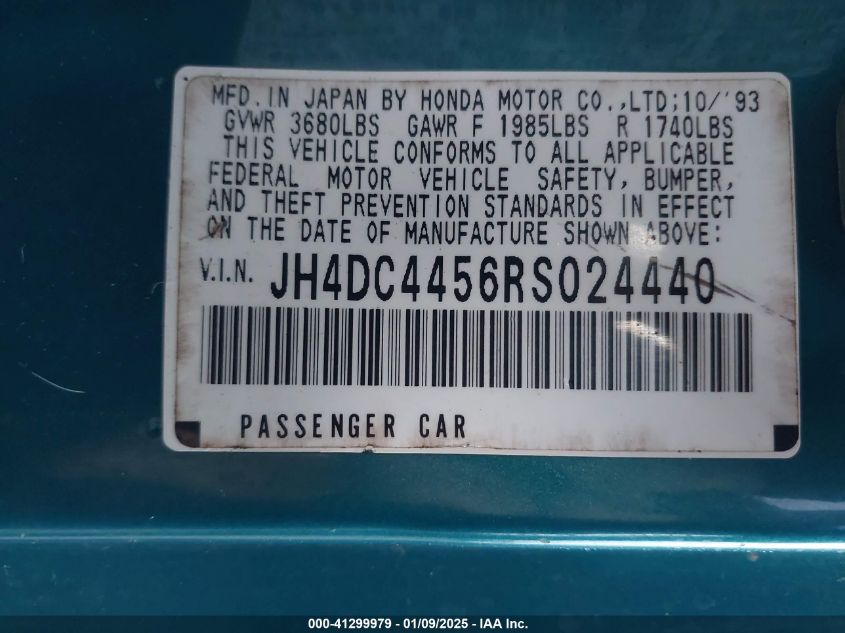 MFD. IN JAPAN BY HONDA MOTOR CO.,LTD;10/'93
GVWR 3680LBS GAWR F 1985LBS R 1740LBS
THIS VEHICLE CONFORMS TO ALL APPLICABLE
FEDERAL MOTOR VEHICLE SAFETY, BUMPER,
AND THEFT PREVENTION STANDARDS IN EFFECT
ON THE DATE OF MANUFACTURE SHOWN ABOVE:
V.I.N. JH4DC4456RS024440
PASSENGER CAR
000-41299979 - 01/09/2025 - IAA Inc.